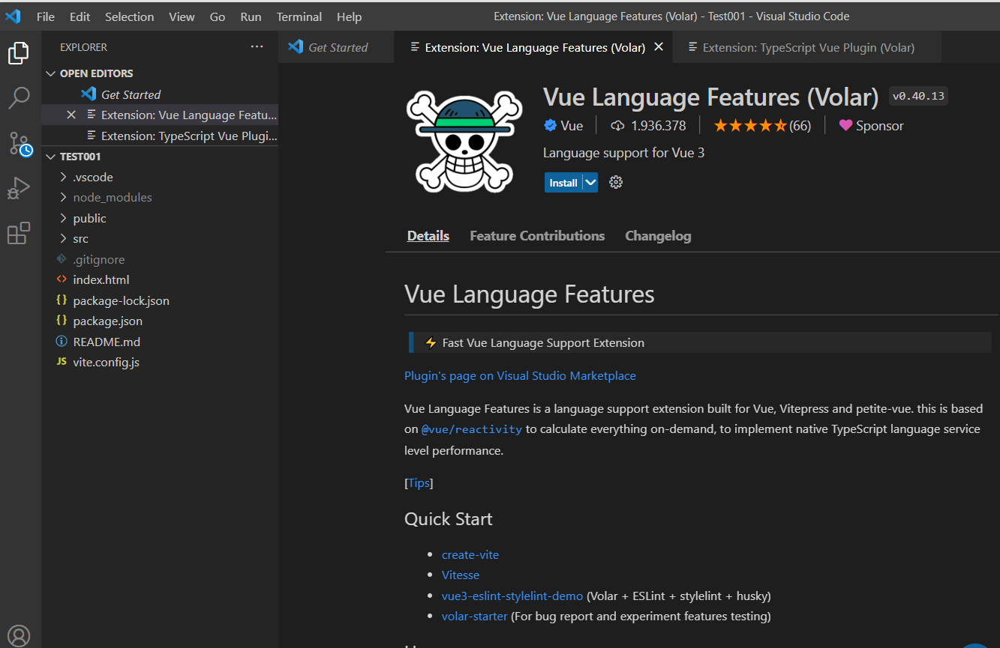 File Edit Selection View Go Run Terminal Help
Extension: Vue Language Features (Volar) - Test001 - Visual Studio Code
EXPLORER
OPEN EDITORS
Get Started
Extension: Vue Language Featu...
Extension: TypeScript Vue Plugi...
TEST001
.vscode
node_modules
public
src
.gitignore
index.html
package-lock.json
package.json
README.md
JS vite.config.js
Get Started
Extension: Vue Language Features (Volar)
Extension: TypeScript Vue Plugin (Volar)
Vue Language Features (Volar) v0.40.13
Vue 1.936.378 (66) Sponsor
Language support for Vue 3
Install
Details Feature Contributions Changelog
Vue Language Features
⚡ Fast Vue Language Support Extension
Plugin's page on Visual Studio Marketplace
Vue Language Features is a language support extension built for Vue, Vitepress and petite-vue. this is based
on @vue/reactivity to calculate everything on-demand, to implement native TypeScript language service
level performance.
[Tips]
Quick Start
• create-vite
• Vitesse
• vue3-eslint-stylelint-demo (Volar + ESLint + stylelint + husky)
• volar-starter (For bug report and experiment features testing)